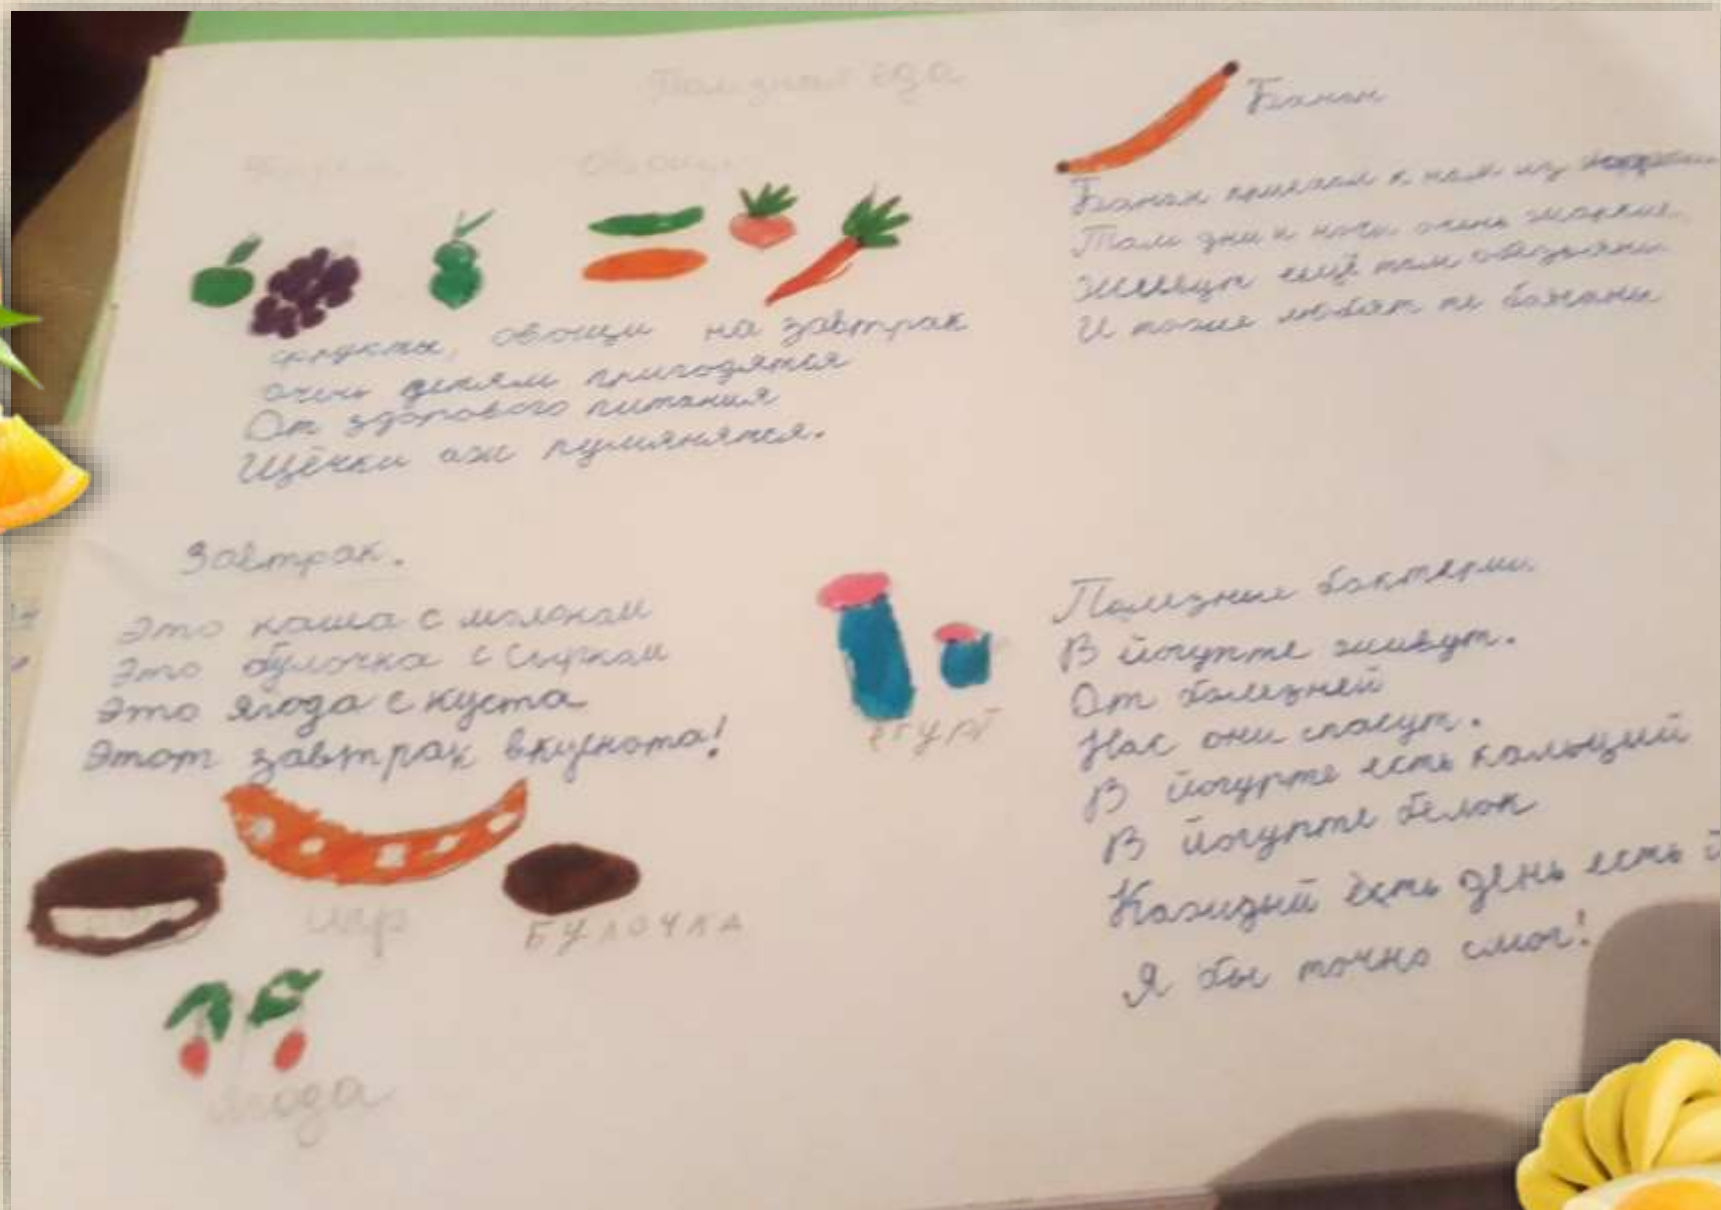 еда
Фрукты, овощи на завтрак
очень детям пригодятся
От здорового питания
Щёчки аж румянятся.
Банан
Банан приехал к нам из
Там дни и ночи очень жаркие.
Живут ещё там обезьяны
И тоже любят те бананы
Завтрак.
Это каша с молоком
Это булочка с сырком
Это ягода с куста
Этот завтрак вкуснота!
сыр
БУЛОЧКА
ягода
Полезные бактерии
В йогурте живут.
От болезней
Нас они спасут.
В йогурте есть кальций
В йогурте белок
Каждый есть день есть й
Я бы точно смог!